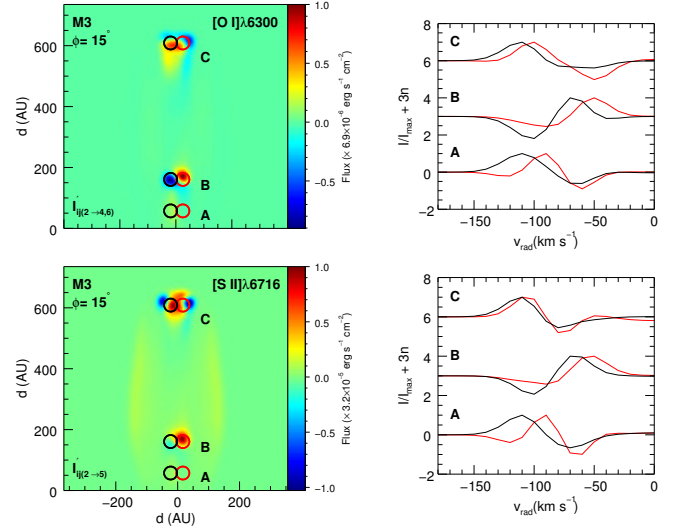 M3
[O I]λ6300
ϕ= 15°
C
B
A
I'ij(2→4,6)
d (AU)
600
400
200
0
1.0
0.5
0.0
−0.5
Flux (× 6.9×10⁻⁶ erg s⁻¹ cm⁻²)
C
B
A
I/Imax + 3n
8
6
4
2
0
−2
−150
−100
−50
0
vrad(km s⁻¹)
M3
[S II]λ6716
ϕ= 15°
C
B
A
I'ij(2→5)
d (AU)
600
500
400
300
200
100
0
−200
0
200
d (AU)
1.0
0.5
0.0
−0.5
−1.0
Flux (× 3.2×10⁻⁵ erg s⁻¹ cm⁻²)
C
B
A
I/Imax + 3n
8
6
4
2
0
−2
−150
−100
−50
0
vrad(km s⁻¹)